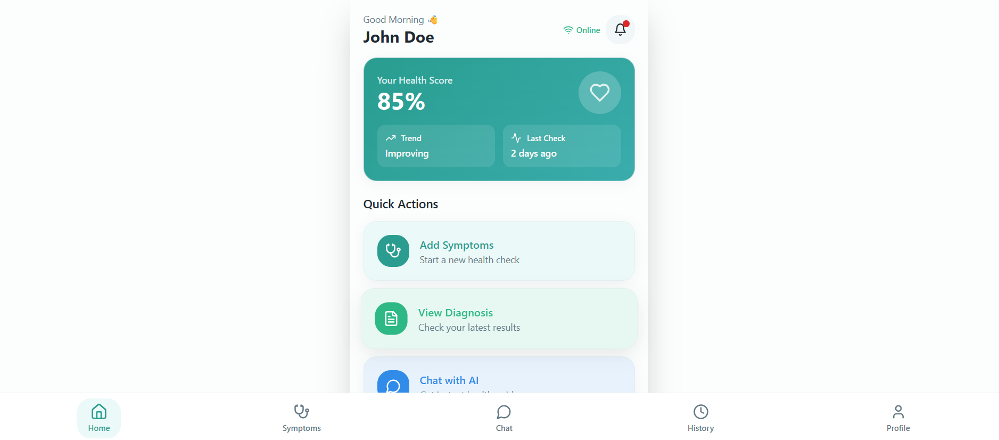 Good Morning 👋
John Doe
Online
Your Health Score
85%
Trend
Improving
Last Check
2 days ago
Quick Actions
Add Symptoms
Start a new health check
View Diagnosis
Check your latest results
Chat with AI
Home
Symptoms
Chat
History
Profile